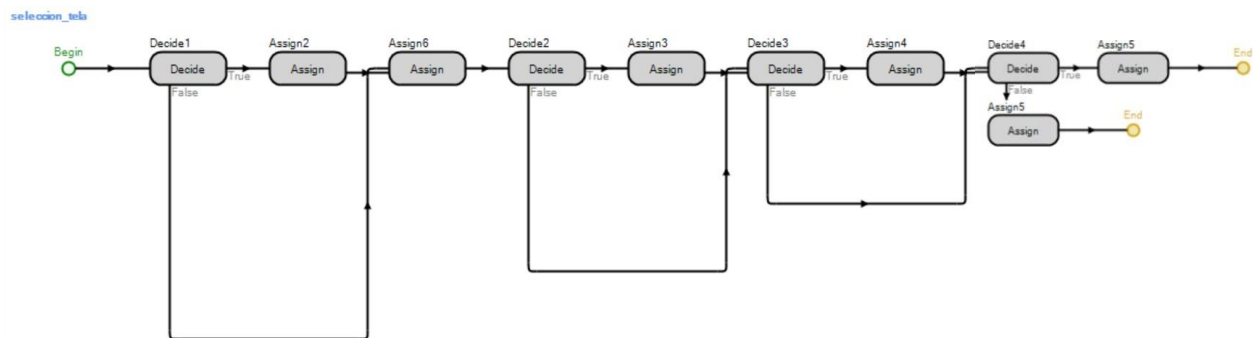 seleccion_tela
Begin
Decide1
Decide
True
False
Assign2
Assign
Assign6
Assign
Decide2
Decide
True
False
Assign3
Assign
Decide3
Decide
True
False
Assign4
Assign
Decide4
Decide
True
False
Assign5
Assign
End
Assign5
Assign
End